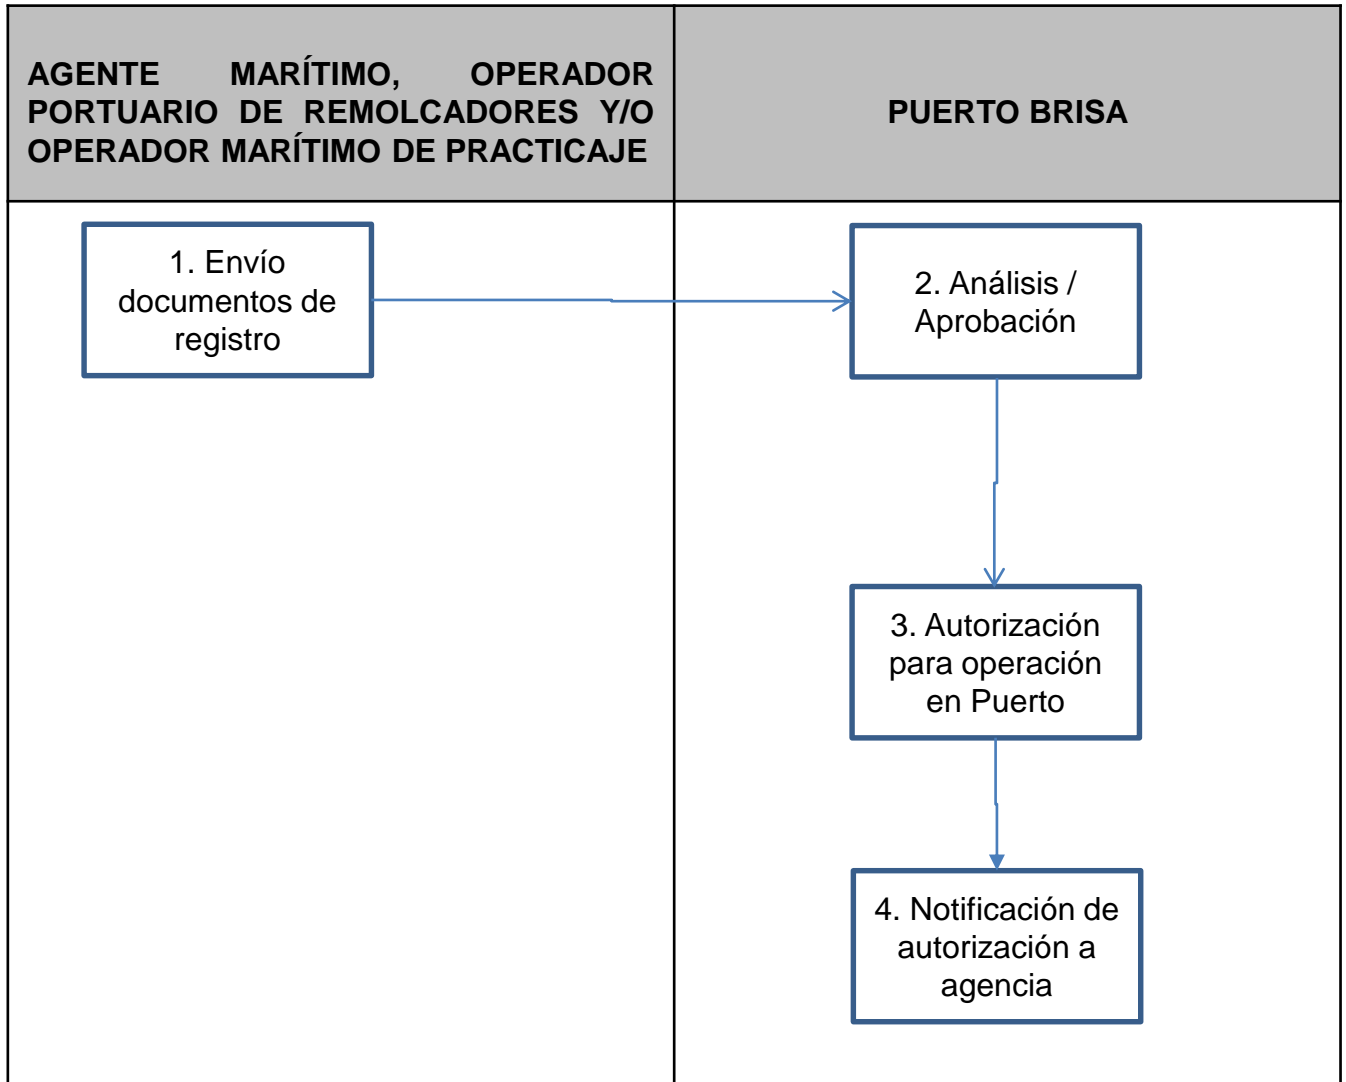 AGENTE MARÍTIMO, OPERADOR
PORTUARIO DE REMOLCADORES Y/O
OPERADOR MARÍTIMO DE PRACTICAJE
PUERTO BRISA
1. Envío
documentos de
registro
2. Análisis /
Aprobación
3. Autorización
para operación
en Puerto
4. Notificación de
autorización a
agencia